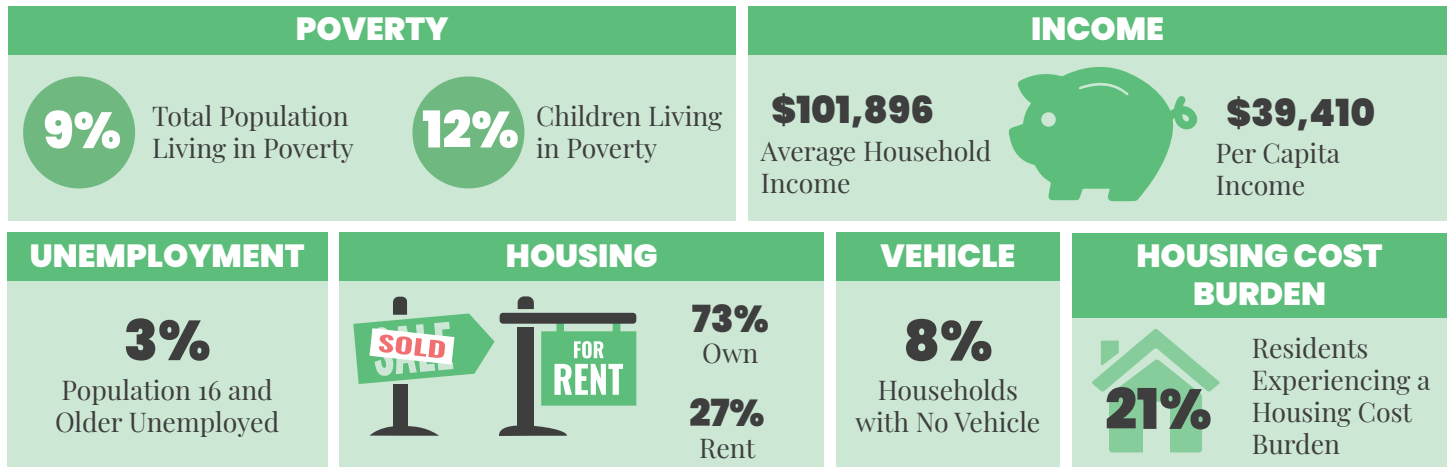 POVERTY
9%
Total Population
Living in Poverty
12%
Children Living
in Poverty
INCOME
$101,896
Average Household
Income
$39,410
Per Capita
Income
UNEMPLOYMENT
3%
Population 16 and
Older Unemployed
HOUSING
SALE
SOLD
FOR
RENT
73%
Own
27%
Rent
VEHICLE
8%
Households
with No Vehicle
HOUSING COST
BURDEN
21%
Residents
Experiencing a
Housing Cost
Burden